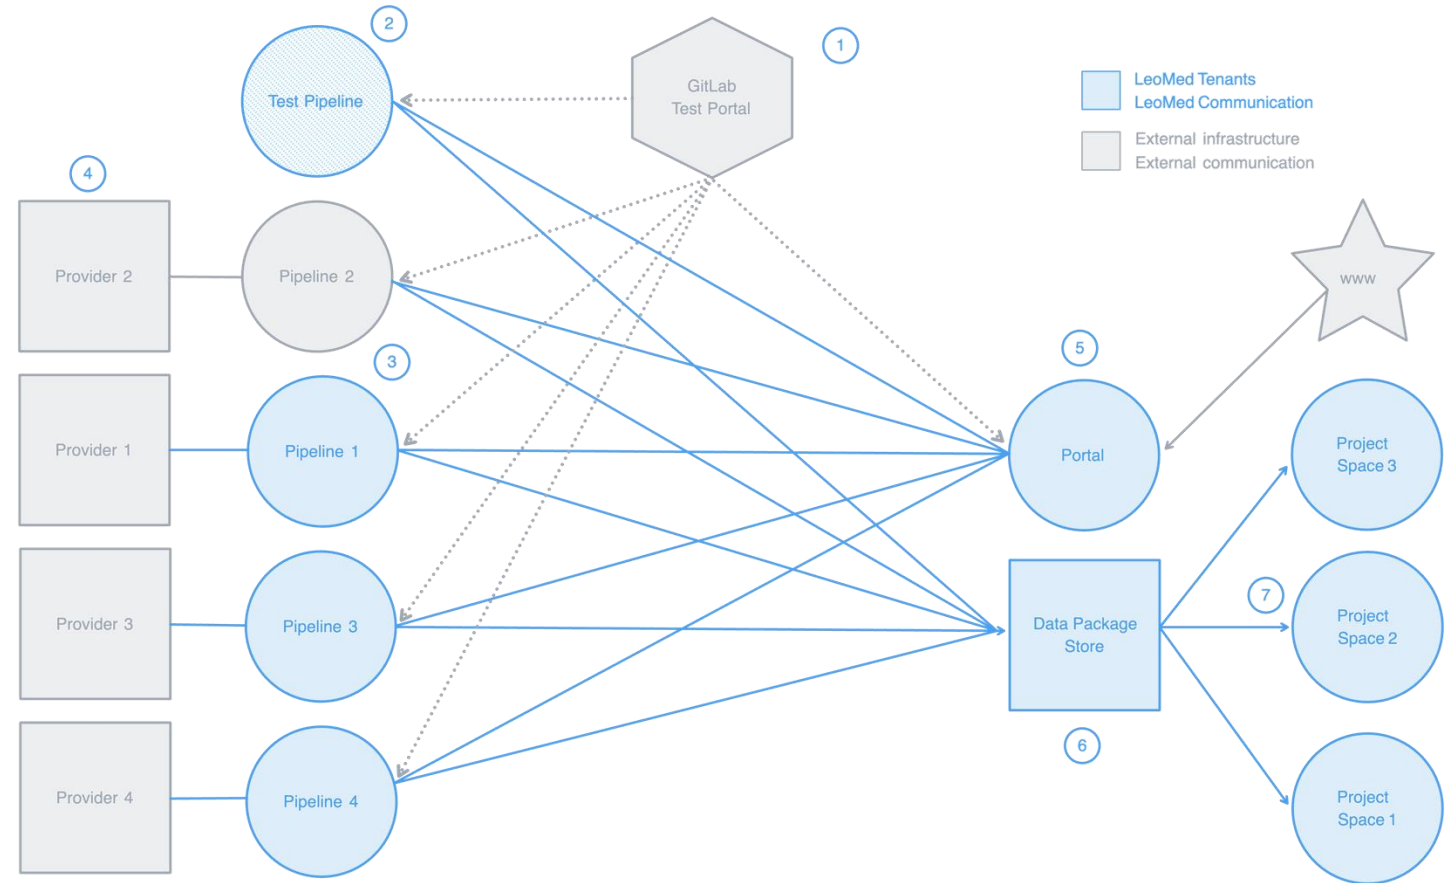 2
1
GitLab
Test Portal
Test Pipeline
LeoMed Tenants
LeoMed Communication
External infrastructure
External communication
4
Provider 2
Pipeline 2
www
3
5
Provider 1
Pipeline 1
Portal
Project
Space 3
Provider 3
Pipeline 3
Data Package
Store
7
Project
Space 2
6
Provider 4
Pipeline 4
Project
Space 1